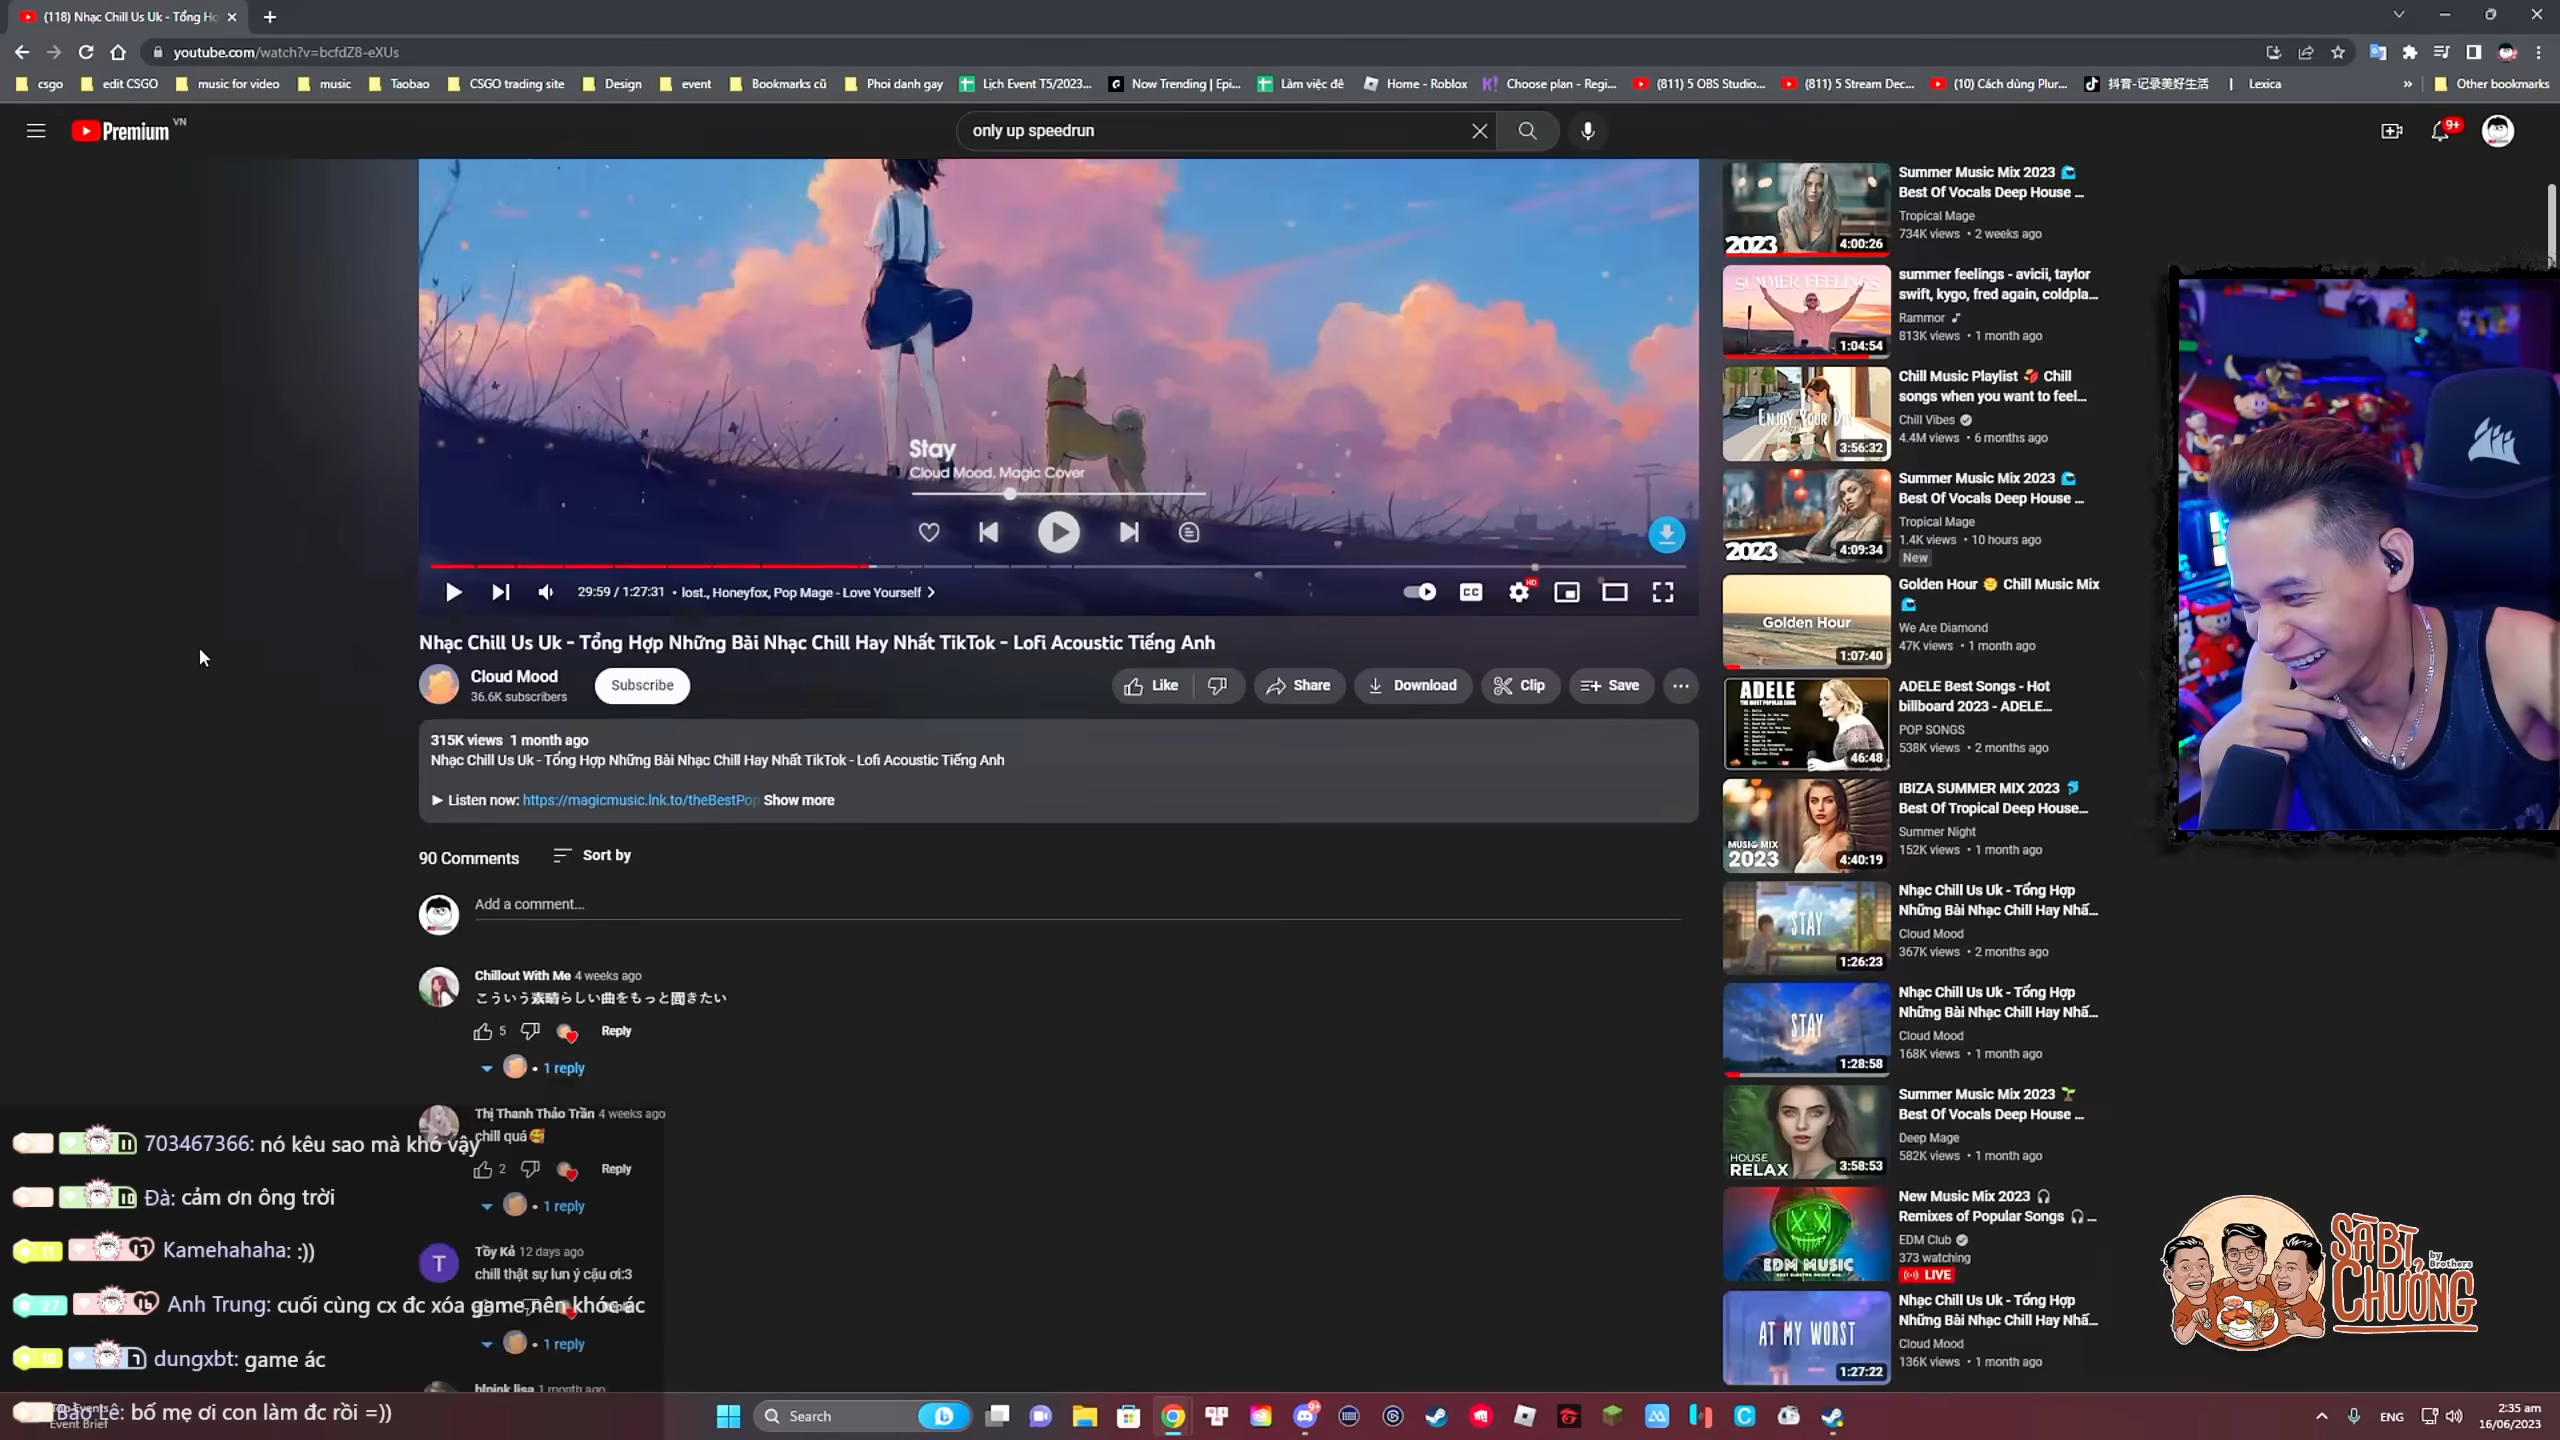 (118) Nhạc Chill Us Uk - Tổng Hợ
youtube.com/watch?v=bcfdZ8-eXUs
csgo
edit CSGO
music for video
music
Taobao
CSGO trading site
Design
event
Bookmarks cũ
Phoi danh gay
Lịch Event T5/2023...
Now Trending | Epi...
Làm việc đê
Home - Roblox
Choose plan - Regi...
(811) 5 OBS Studio...
(811) 5 Stream Dec...
(10) Cách dùng Plur...
抖音-记录美好生活
|
Lexica
»
Other bookmarks
Premium VN
only up speedrun
9+
Stay
Cloud Mood, Magic Cover
29:59 / 1:27:31 • lost., Honeyfox, Pop Mage - Love Yourself
CC
HD
Nhạc Chill Us Uk - Tổng Hợp Những Bài Nhạc Chill Hay Nhất TikTok - Lofi Acoustic Tiếng Anh
Cloud Mood
36.6K subscribers
Subscribe
Like
Share
Download
Clip
Save
315K views 1 month ago
Nhạc Chill Us Uk - Tổng Hợp Những Bài Nhạc Chill Hay Nhất TikTok - Lofi Acoustic Tiếng Anh
► Listen now: https://magicmusic.lnk.to/theBestPop Show more
90 Comments
Sort by
Add a comment...
Chillout With Me 4 weeks ago
こういう素晴らしい曲をもっと聞きたい
5
Reply
• 1 reply
Thị Thanh Thảo Trần 4 weeks ago
chill quá
2
Reply
• 1 reply
T
Tồy Kẻ 12 days ago
chill thật sự lun ý cậu ơi:3
• 1 reply
blpink lisa 1 month ago
Summer Music Mix 2023
Best Of Vocals Deep House ...
Tropical Mage
734K views • 2 weeks ago
2023
4:00:26
summer feelings - avicii, taylor
swift, kygo, fred again, coldpla...
Rammor
813K views • 1 month ago
SUMMER FEELINGS
1:04:54
Chill Music Playlist Chill
songs when you want to feel...
Chill Vibes
4.4M views • 6 months ago
3:56:32
Summer Music Mix 2023
Best Of Vocals Deep House ...
Tropical Mage
1.4K views • 10 hours ago
New
2023
4:09:34
Golden Hour Chill Music Mix
We Are Diamond
47K views • 1 month ago
Golden Hour
1:07:40
ADELE Best Songs - Hot
billboard 2023 - ADELE...
POP SONGS
538K views • 2 months ago
ADELE
46:48
IBIZA SUMMER MIX 2023
Best Of Tropical Deep House...
Summer Night
152K views • 1 month ago
MUSIC MIX
2023
4:40:19
Nhạc Chill Us Uk - Tổng Hợp
Những Bài Nhạc Chill Hay Nhấ...
Cloud Mood
367K views • 2 months ago
STAY
1:26:23
Nhạc Chill Us Uk - Tổng Hợp
Những Bài Nhạc Chill Hay Nhấ...
Cloud Mood
168K views • 1 month ago
STAY
1:28:58
Summer Music Mix 2023
Best Of Vocals Deep House ...
Deep Mage
582K views • 1 month ago
HOUSE
RELAX
3:58:53
New Music Mix 2023
Remixes of Popular Songs ...
EDM Club
373 watching
LIVE
EDM MUSIC
Nhạc Chill Us Uk - Tổng Hợp
Những Bài Nhạc Chill Hay Nhấ...
Cloud Mood
136K views • 1 month ago
AT MY WORST
1:27:22
11 703467366: nó kêu sao mà khó vậy
10 Đà: cảm ơn ông trời
11 17 Kamehahaha: :))
27 16 Anh Trung: cuối cùng cx đc xóa game nên khóc ác
10 7 dungxbt: game ác
Bảo Lê: bố mẹ ơi con làm đc rồi =))
Event Brief
SÀ BÌ CHƯỞNG
by Brothers
Search
9+
ENG
2:35 am
16/06/2023